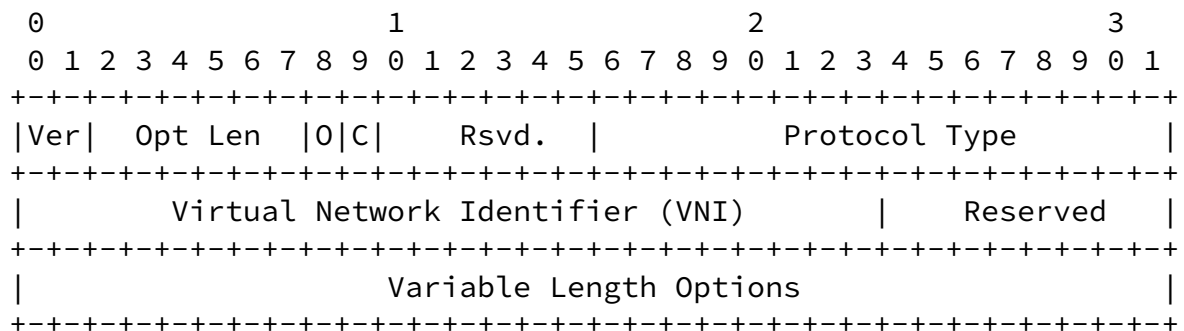 0                   1                   2                   3
 0 1 2 3 4 5 6 7 8 9 0 1 2 3 4 5 6 7 8 9 0 1 2 3 4 5 6 7 8 9 0 1
+-+-+-+-+-+-+-+-+-+-+-+-+-+-+-+-+-+-+-+-+-+-+-+-+-+-+-+-+-+-+-+-+
|Ver|  Opt Len  |O|C|    Rsvd.  |          Protocol Type        |
+-+-+-+-+-+-+-+-+-+-+-+-+-+-+-+-+-+-+-+-+-+-+-+-+-+-+-+-+-+-+-+-+
|        Virtual Network Identifier (VNI)       |    Reserved   |
+-+-+-+-+-+-+-+-+-+-+-+-+-+-+-+-+-+-+-+-+-+-+-+-+-+-+-+-+-+-+-+-+
|                    Variable Length Options                    |
+-+-+-+-+-+-+-+-+-+-+-+-+-+-+-+-+-+-+-+-+-+-+-+-+-+-+-+-+-+-+-+-+